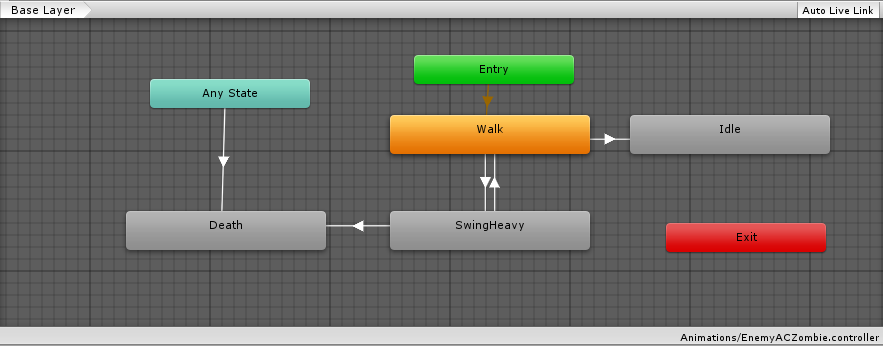 Base Layer
Auto Live Link
Entry
Any State
Walk
Idle
Death
SwingHeavy
Exit
Animations/EnemyACZombie.controller